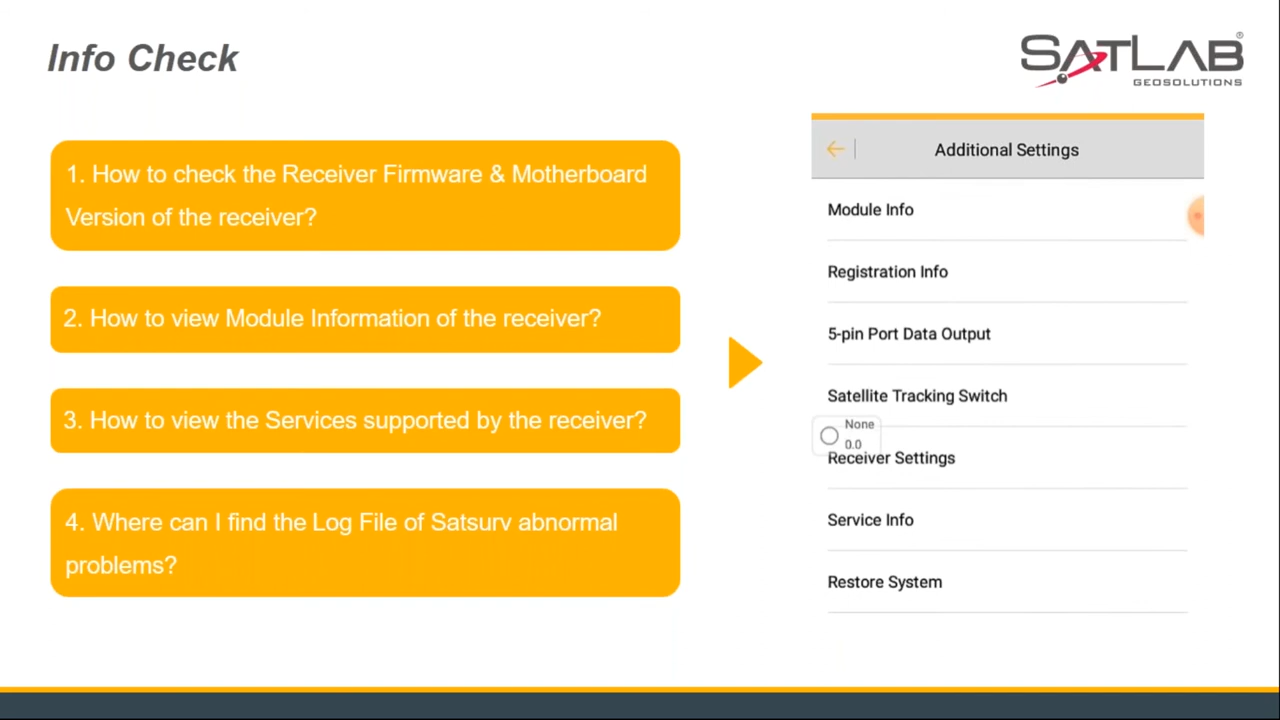 Info Check
SATLAB®
GEOSOLUTIONS
1. How to check the Receiver Firmware & Motherboard
Version of the receiver?
2. How to view Module Information of the receiver?
3. How to view the Services supported by the receiver?
4. Where can I find the Log File of Satsurv abnormal
problems?
Additional Settings
Module Info
Registration Info
5-pin Port Data Output
Satellite Tracking Switch
None
0.0
Receiver Settings
Service Info
Restore System